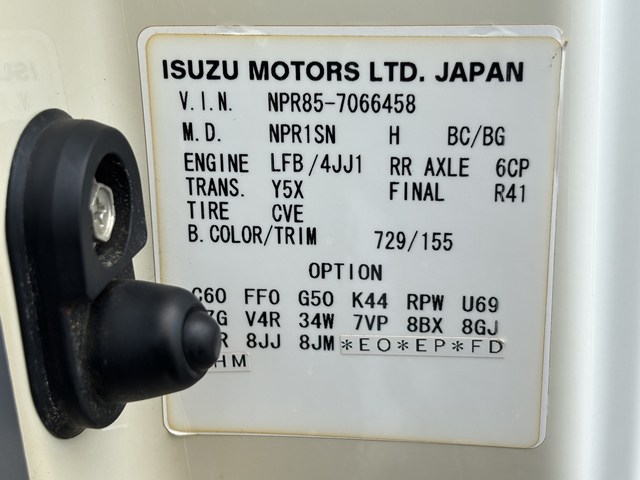 ISUZU MOTORS LTD. JAPAN
V.I.N. NPR85-7066458
M.D. NPR1SN H BC/BG
ENGINE LFB/4JJ1 RR AXLE 6CP
TRANS. Y5X FINAL R41
TIRE CVE
B.COLOR/TRIM 729/155
OPTION
C60 FF0 G50 K44 RPW U69
V4R 34W 7VP 8BX 8GJ
8JJ 8JM *EO*EP*FD
HM